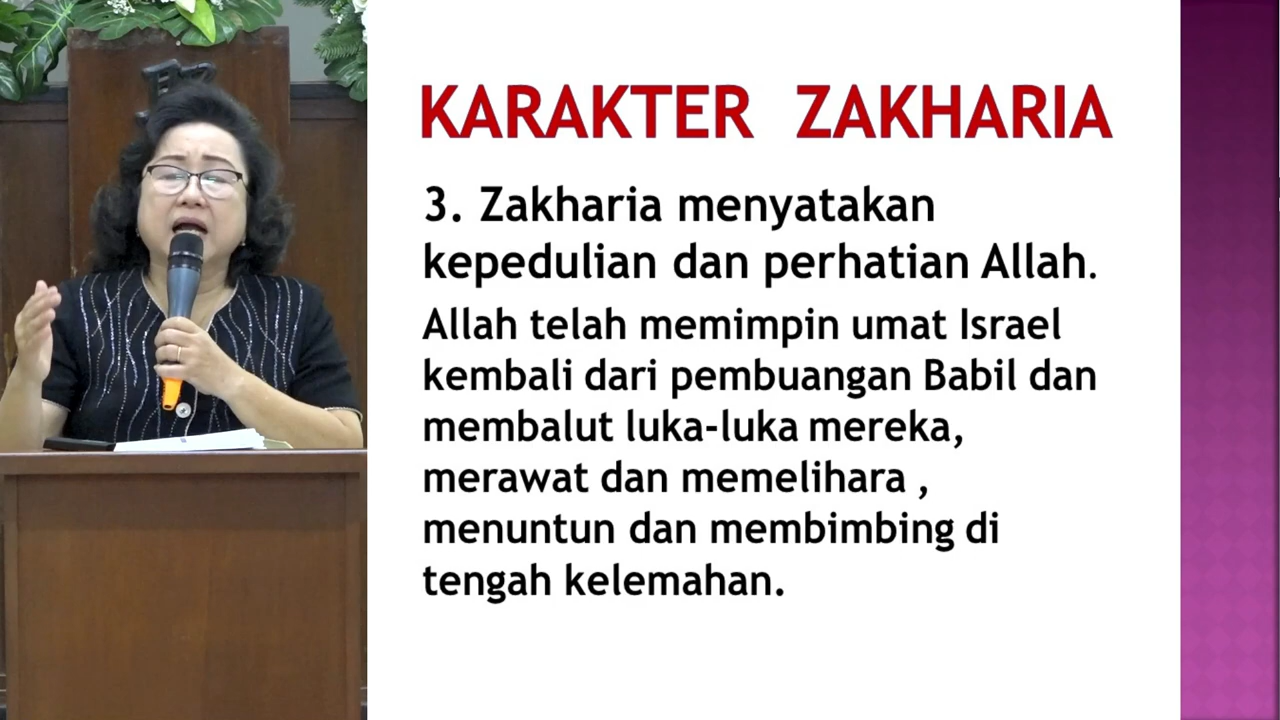 KARAKTER ZAKHARIA
3. Zakharia menyatakan
kepedulian dan perhatian Allah.
Allah telah memimpin umat Israel
kembali dari pembuangan Babil dan
membalut luka-luka mereka,
merawat dan memelihara ,
menuntun dan membimbing di
tengah kelemahan.